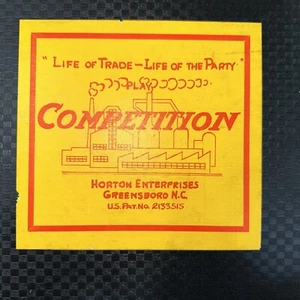 "LIFE OF TRADE - LIFE OF THE PARTY"
PLAY
COMPETITION
HORTON ENTERPRISES
GREENSBORO N.C.
U.S. PAT. NO. 2133515